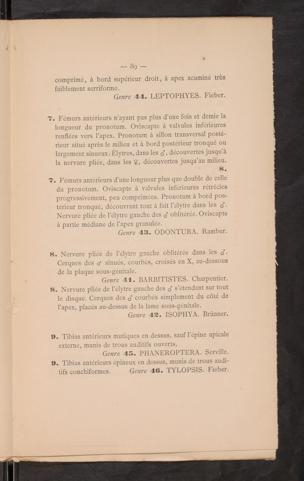 — 89 —
comprimé, à bord supérieur droit, à apex acuminé très
faiblement serriforme.
Genre 44. LEPTOPHYES. Fieber.
7. Fémurs antérieurs n'ayant pas plus d'une fois et demie la
longueur du pronotum. Oviscapte à valvules inférieures
renflées vers l'apex. Pronotum à sillon transversal posté-
rieur situé après le milieu et à bord postérieur tronqué ou
largement sinueux. Élytres, dans les ♂, découvertes jusqu'à
la nervure pliée, dans les ♀, découvertes jusqu'au milieu.
8.
7. Fémurs antérieurs d'une longueur plus que double de celle
du pronotum. Oviscapte à valvules inférieures rétrécies
progressivement, peu comprimées. Pronotum à bord pos-
térieur tronqué, découvrant tout à fait l'élytre dans les ♂.
Nervure pliée de l'élytre gauche des ♂ oblitérée. Oviscapte
à partie médiane de l'apex granulée.
Genre 43. ODONTURA. Rambur.
8. Nervure pliée de l'élytre gauche oblitérée dans les ♂.
Cerques des ♂ sinués, courbés, croisés en X, au-dessous
de la plaque sous-génitale.
Genre 41. BARBITISTES. Charpentier.
8. Nervure pliée de l'élytre gauche des ♂ s'étendant sur tout
le disque. Cerques des ♂ courbés simplement du côté de
l'apex, placés au-dessus de la lame sous-génitale.
Genre 42. ISOPHYA. Brünner.
9. Tibias antérieurs mutiques en dessus, sauf l'épine apicale
externe, munis de trous auditifs ouverts.
Genre 45. PHANEROPTERA. Serville.
9. Tibias antérieurs épineux en dessus, munis de trous audi-
tifs conchiformes. Genre 46. TYLOPSIS. Fieber.